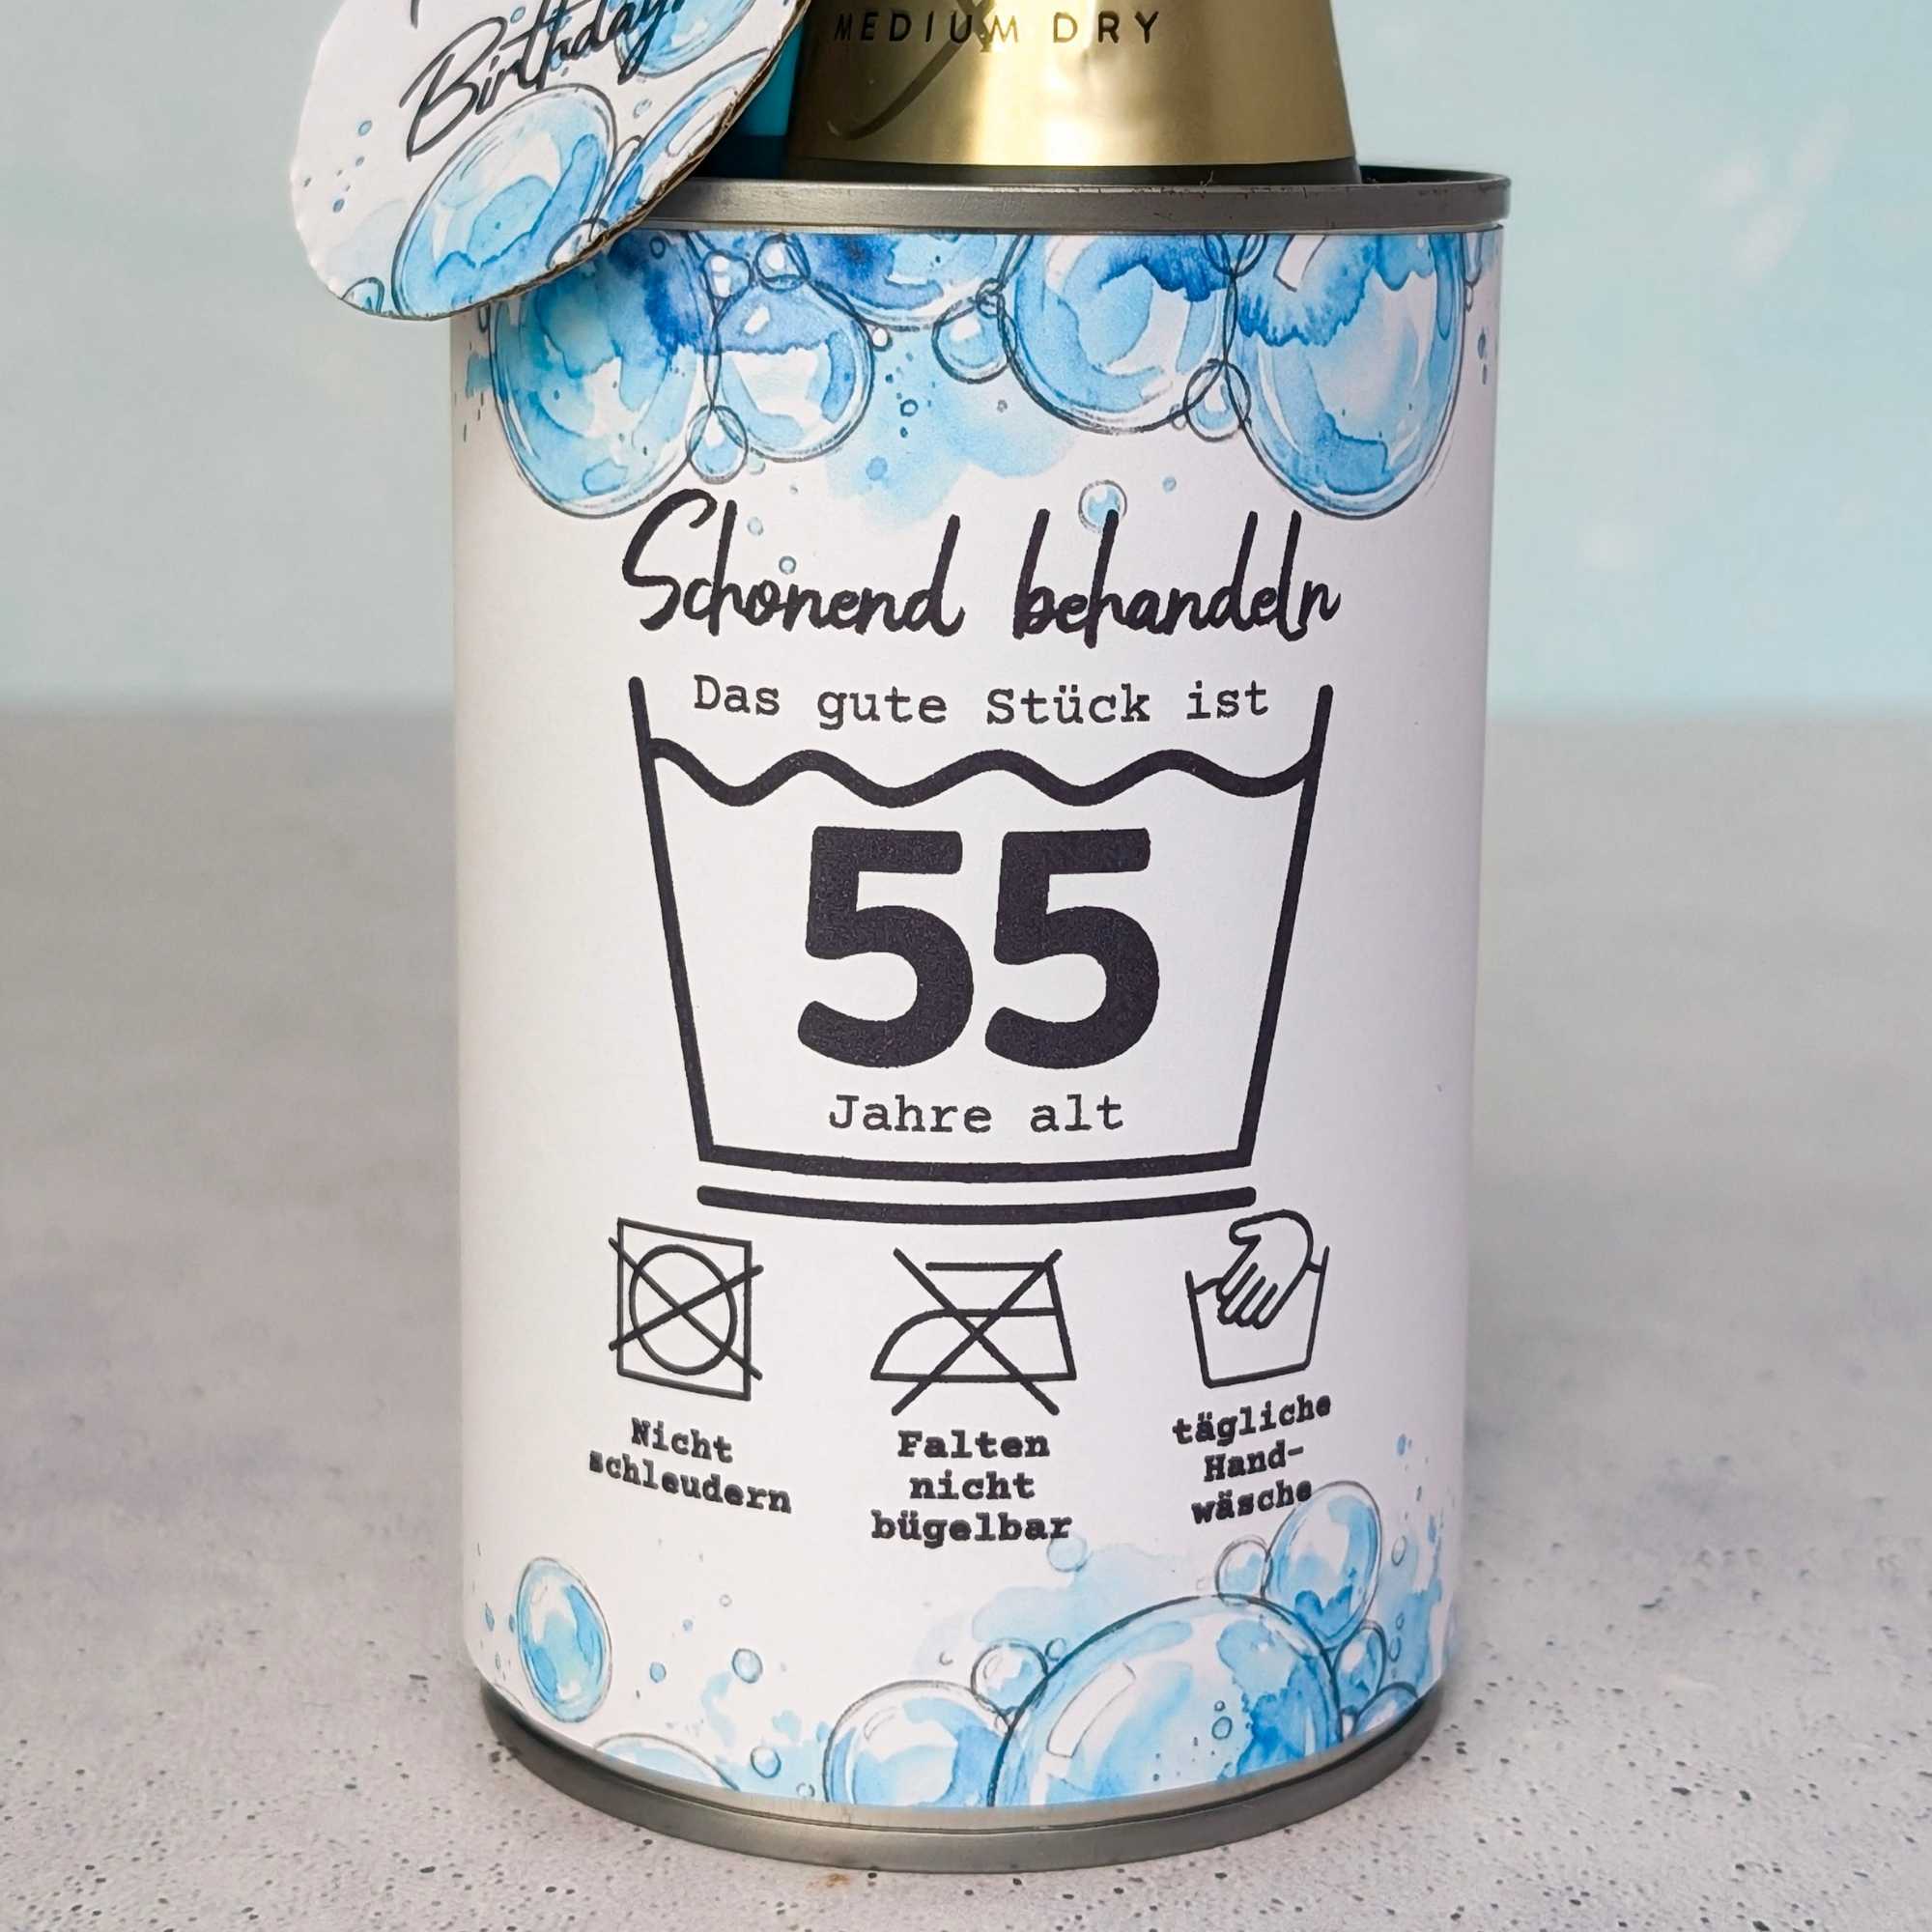 Birthday!
MEDIUM DRY
Schonend behandeln
Das gute Stück ist
55
Jahre alt
Nicht
schleudern
Falten
nicht
bügelbar
tägliche
Hand-
wäsche